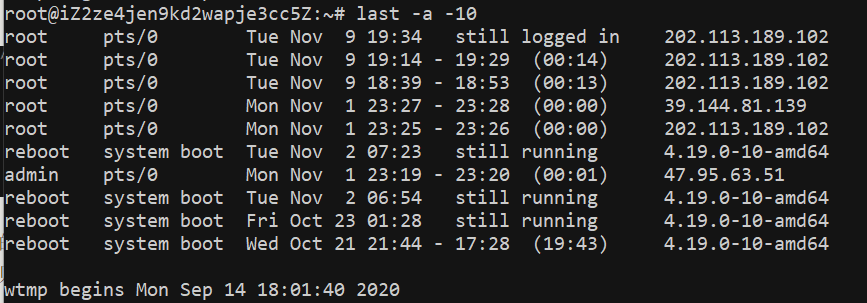 root@iZ2ze4jen9kd2wapje3cc5Z:~# last -a -10
root     pts/0        Tue Nov  9 19:34   still logged in    202.113.189.102
root     pts/0        Tue Nov  9 19:14 - 19:29  (00:14)     202.113.189.102
root     pts/0        Tue Nov  9 18:39 - 18:53  (00:13)     202.113.189.102
root     pts/0        Mon Nov  1 23:27 - 23:28  (00:00)     39.144.81.139
root     pts/0        Mon Nov  1 23:25 - 23:26  (00:00)     202.113.189.102
reboot   system boot  Tue Nov  2 07:23   still running      4.19.0-10-amd64
admin    pts/0        Mon Nov  1 23:19 - 23:20  (00:01)     47.95.63.51
reboot   system boot  Tue Nov  2 06:54   still running      4.19.0-10-amd64
reboot   system boot  Fri Oct 23 01:28   still running      4.19.0-10-amd64
reboot   system boot  Wed Oct 21 21:44 - 17:28  (19:43)     4.19.0-10-amd64

wtmp begins Mon Sep 14 18:01:40 2020